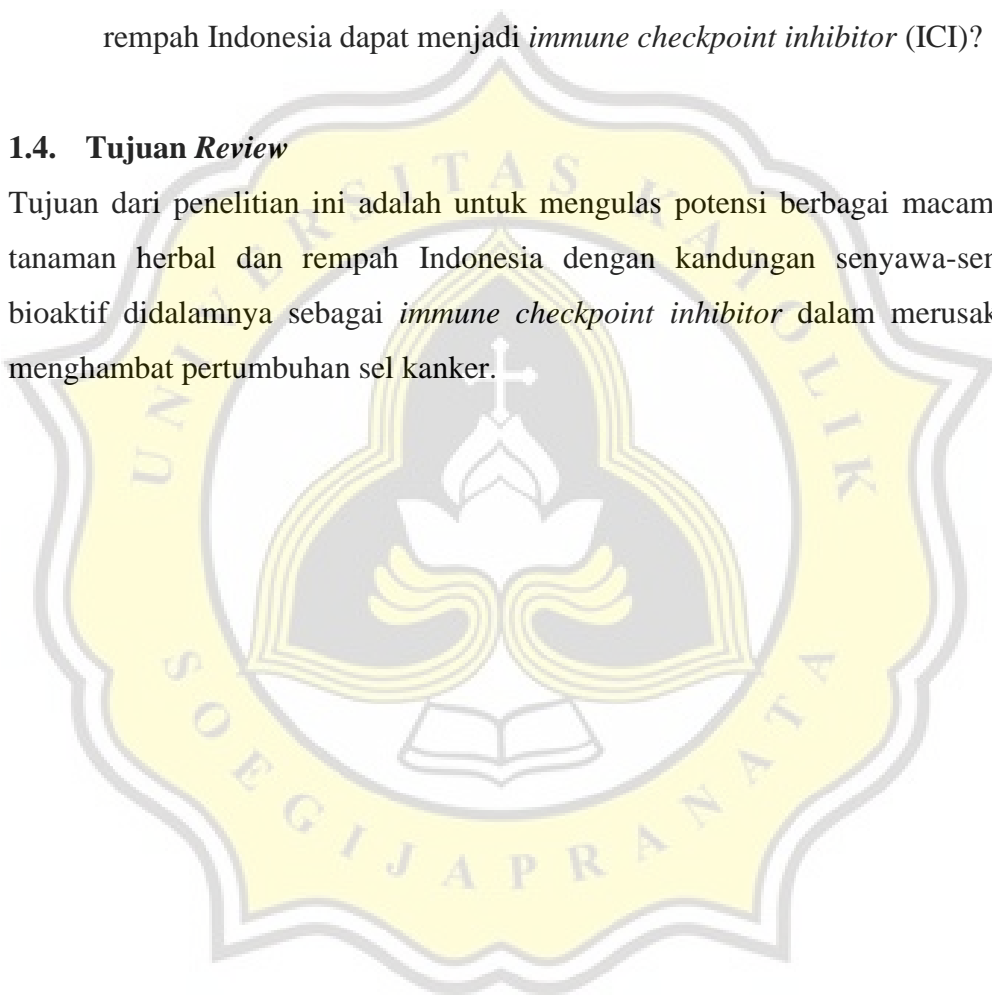 rempah Indonesia dapat menjadi immune checkpoint inhibitor (ICI)?
1.4. Tujuan Review
Tujuan dari penelitian ini adalah untuk mengulas potensi berbagai macam
tanaman herbal dan rempah Indonesia dengan kandungan
bioaktif didalamnya sebagai immune checkpoint inhibitor dalam
menghambat pertumbuhan sel kanker.
UNIVERSITAS KATOLIK
SOEGIJAPRANATA